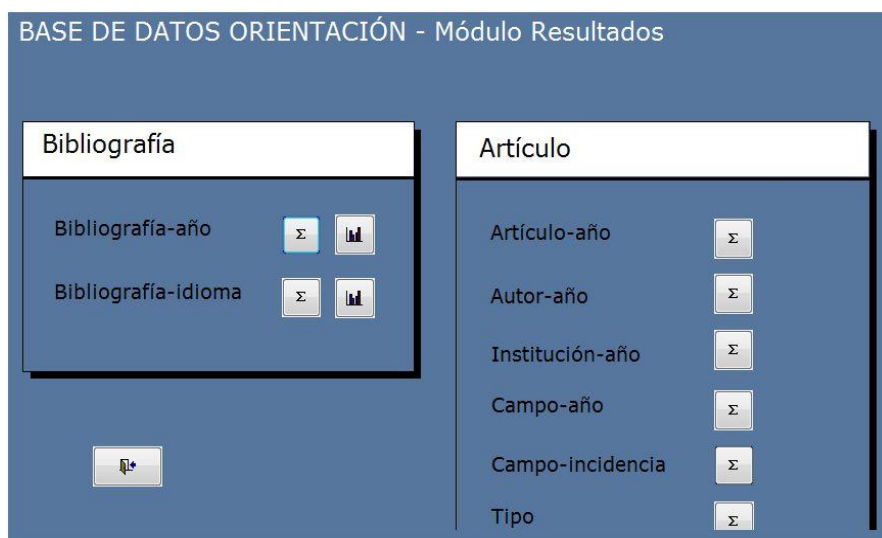 BASE DE DATOS ORIENTACIÓN - Módulo Resultados
Bibliografía
Bibliografía-año Σ
Bibliografía-idioma Σ
Artículo
Artículo-año Σ
Autor-año Σ
Institución-año Σ
Campo-año Σ
Campo-incidencia Σ
Tipo Σ